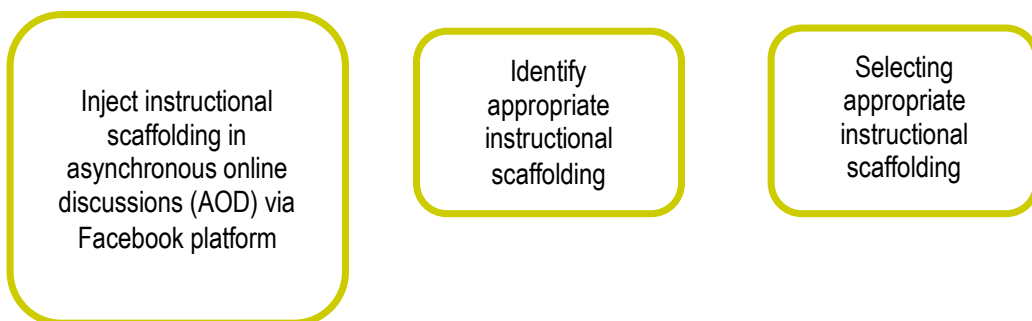 Inject instructional
scaffolding in
asynchronous online
discussions (AOD) via
Facebook platform
Identify
appropriate
instructional
scaffolding
Selecting
appropriate
instructional
scaffolding